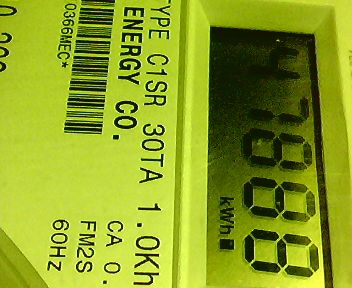 47888
kWh
TYPE C1SR 30TA 1.0Kh
ENERGY CO.
CA 0.
FM2S
60Hz
0366MEC*